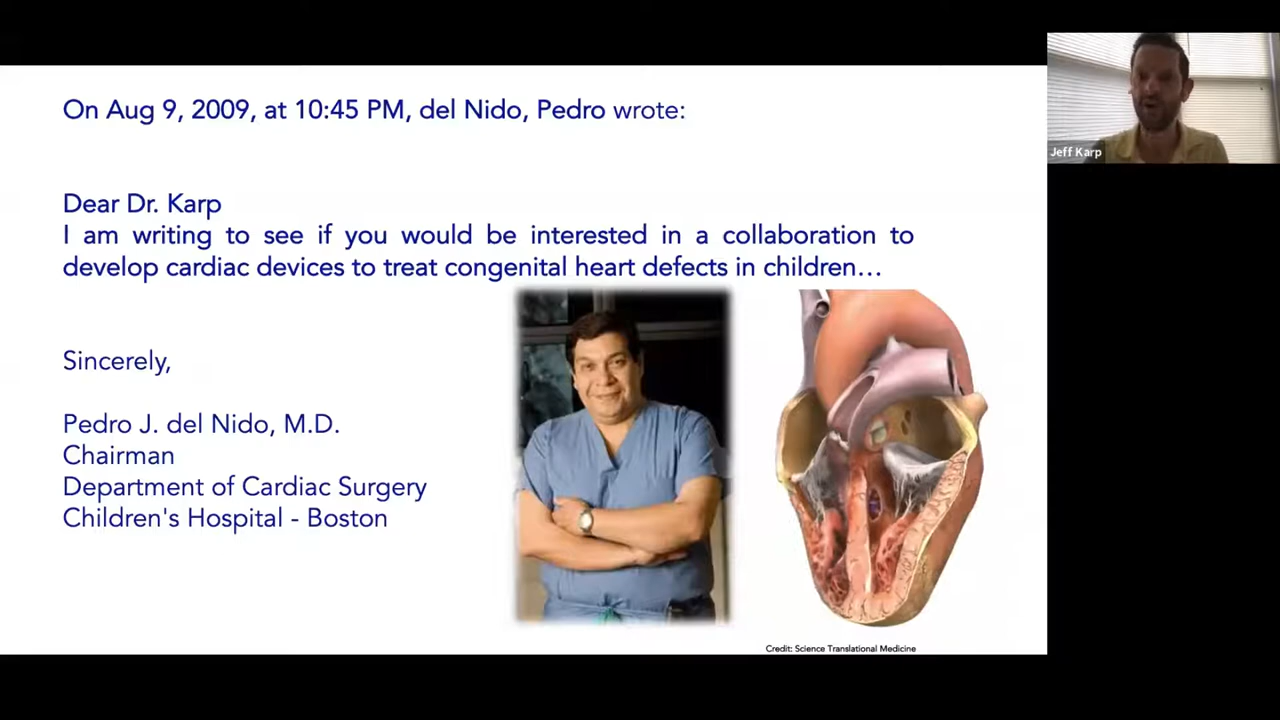 On Aug 9, 2009, at 10:45 PM, del Nido, Pedro wrote:
Dear Dr. Karp
I am writing to see if you would be interested in a collaboration to
develop cardiac devices to treat congenital heart defects in children…
Sincerely,
Pedro J. del Nido, M.D.
Chairman
Department of Cardiac Surgery
Children's Hospital - Boston
Credit: Science Translational Medicine
Jeff Karp